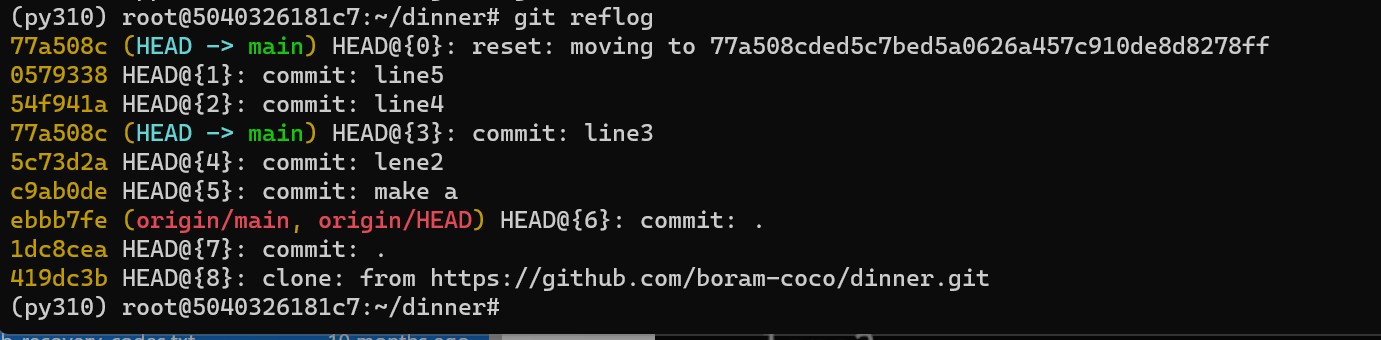 (py310) root@5040326181c7:~/dinner# git reflog
77a508c (HEAD -> main) HEAD@{0}: reset: moving to 77a508cded5c7bed5a0626a457c910de8d8278ff
0579338 HEAD@{1}: commit: line5
54f941a HEAD@{2}: commit: line4
77a508c (HEAD -> main) HEAD@{3}: commit: line3
5c73d2a HEAD@{4}: commit: lene2
c9ab0de HEAD@{5}: commit: make a
ebbb7fe (origin/main, origin/HEAD) HEAD@{6}: commit: .
1dc8cea HEAD@{7}: commit: .
419dc3b HEAD@{8}: clone: from https://github.com/boram-coco/dinner.git
(py310) root@5040326181c7:~/dinner#
10 months ago